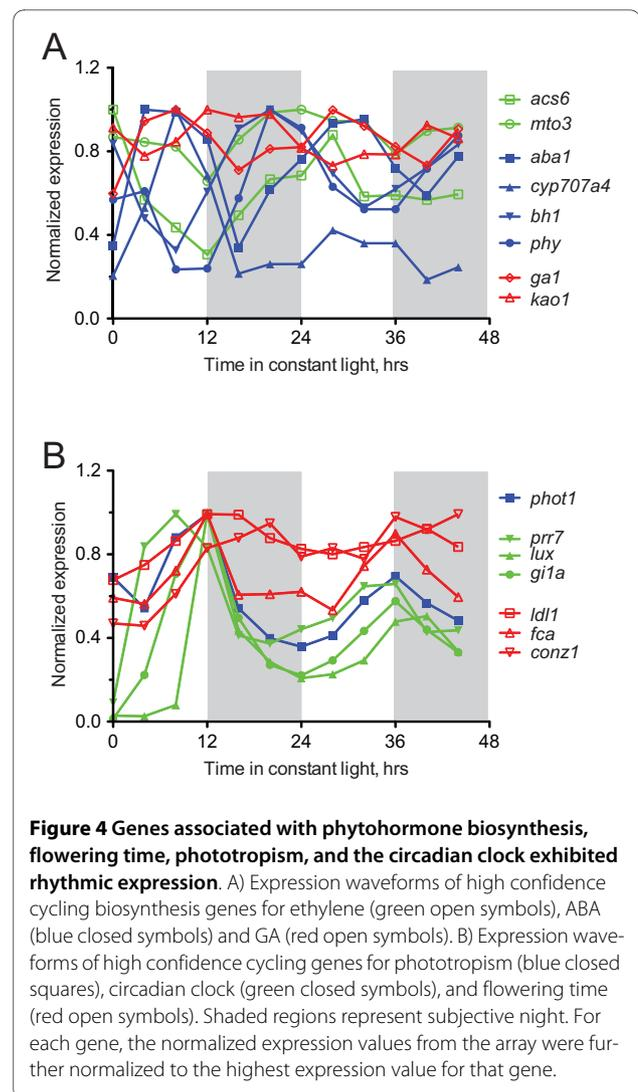 A
1.2
0.8
0.4
0.0
Normalized expression
0 12 24 36 48
Time in constant light, hrs
acs6
mto3
aba1
cyp707a4
bh1
phy
ga1
kao1
B
1.2
0.8
0.4
0.0
Normalized expression
0 12 24 36 48
Time in constant light, hrs
phot1
prr7
lux
gi1a
ldl1
fca
conz1
Figure 4 Genes associated with phytohormone biosynthesis,
flowering time, phototropism, and the circadian clock exhibited
rhythmic expression. A) Expression waveforms of high confidence
cycling biosynthesis genes for ethylene (green open symbols), ABA
(blue closed symbols) and GA (red open symbols). B) Expression wave-
forms of high confidence cycling genes for phototropism (blue closed
squares), circadian clock (green closed symbols), and flowering time
(red open symbols). Shaded regions represent subjective night. For
each gene, the normalized expression values from the array were fur-
ther normalized to the highest expression value for that gene.